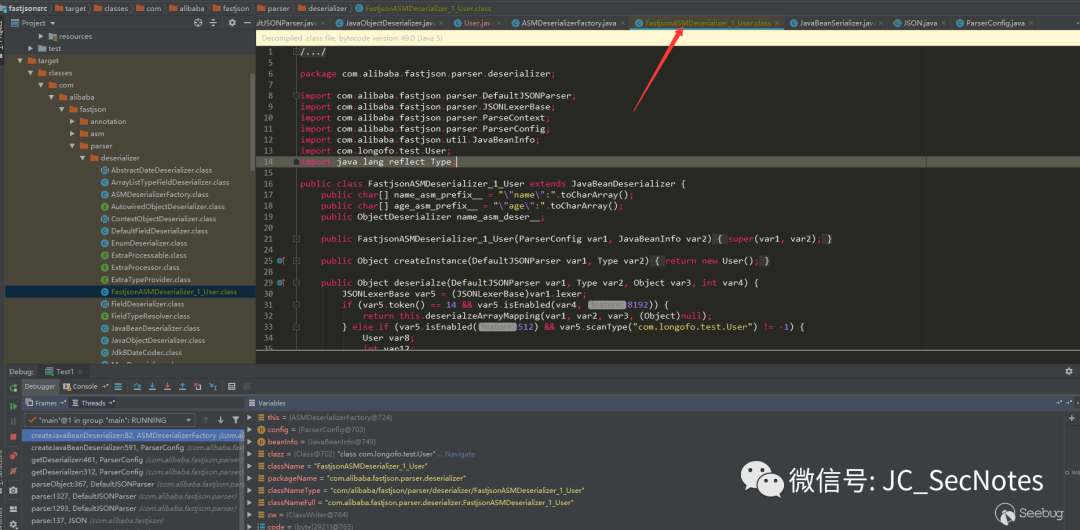 fastjsonsrc target classes com alibaba fastjson parser deserializer FastjsonASMDeserializer_1_User.class
Project
JSONParser.java JavaObjectDeserializer.java User.java ASMDeserializerFactory.java FastjsonASMDeserializer_1_User.class JavaBeanSerializer.java JSON.java ParserConfig.java
Decompiled .class file, bytecode version: 49.0 (Java 5)
resources
test
target
classes
com
alibaba
fastjson
annotation
asm
parser
deserializer
AbstractDateDeserializer.class
ArrayListTypeFieldDeserializer.class
ASMDeserializerFactory.class
AutowiredObjectDeserializer.class
ContextObjectDeserializer.class
DefaultFieldDeserializer.class
EnumDeserializer.class
ExtraProcessable.class
ExtraProcessor.class
ExtraTypeProvider.class
FastjsonASMDeserializer_1_User.class
FieldDeserializer.class
FieldTypeResolver.class
JavaBeanDeserializer.class
JavaObjectDeserializer.class
Jdk8DateCodec.class
1 /.../
5
6 package com.alibaba.fastjson.parser.deserializer;
7
8 import com.alibaba.fastjson.parser.DefaultJSONParser;
9 import com.alibaba.fastjson.parser.JSONLexerBase;
10 import com.alibaba.fastjson.parser.ParseContext;
11 import com.alibaba.fastjson.parser.ParserConfig;
12 import com.alibaba.fastjson.util.JavaBeanInfo;
13 import com.longofo.test.User;
14 import java.lang.reflect.Type
15
16 public class FastjsonASMDeserializer_1_User extends JavaBeanDeserializer {
17 public char[] name_asm_prefix__ = "\"name\":".toCharArray();
18 public char[] age_asm_prefix__ = "\"age\":".toCharArray();
19 public ObjectDeserializer name_asm_deser__;
20
21 public FastjsonASMDeserializer_1_User(ParserConfig var1, JavaBeanInfo var2) { super(var1, var2); }
24
25 public Object createInstance(DefaultJSONParser var1, Type var2) { return new User(); }
28
29 public Object deserialze(DefaultJSONParser var1, Type var2, Object var3, int var4) {
30 JSONLexerBase var5 = (JSONLexerBase)var1.lexer;
31 if (var5.token() == 14 && var5.isEnabled(var4, feature: 8192)) {
32 return this.deserialzeArrayMapping(var1, var2, var3, (Object)null);
33 } else if (var5.isEnabled( feature: 512) && var5.scanType("com.longofo.test.User") != -1) {
34 User var8;
35 int var12;
Debug: Test1
Debugger Console
Frames Threads
"main"@1 in group "main": RUNNING
createJavaBeanDeserializer:82, ASMDeserializerFactory (com.al
createJavaBeanDeserializer:591, ParserConfig (com.alibaba.fast
getDeserializer:461, ParserConfig (com.alibaba.fastjson
getDeserializer:312, ParserConfig (com.alibaba.fastjson
parseObject:367, DefaultJSONParser (com.alibaba.fastj
parse:1327, DefaultJSONParser (com.alibaba.fastjson
parse:1293, DefaultJSONParser (com.alibaba.fastjson
parse:137, JSON (com.alibaba.fastjson)
Variables
this = {ASMDeserializerFactory@724}
config = {ParserConfig@703}
beanInfo = {JavaBeanInfo@749}
clazz = {Class@702} "class com.longofo.test.User"... Navigate
className = "FastjsonASMDeserializer_1_User"
packageName = "com.alibaba.fastjson.parser.deserializer"
classNameType = "com/alibaba/fastjson/parser/deserializer/FastjsonASMDeserializer_1_User"
classNameFull = "com.alibaba.fastjson.parser.deserializer.FastjsonASMDeserializer_1_User"
cw = {ClassWriter@764}
code = {byte[2921]@765}
微信号: JC_SecNotes
Seebug